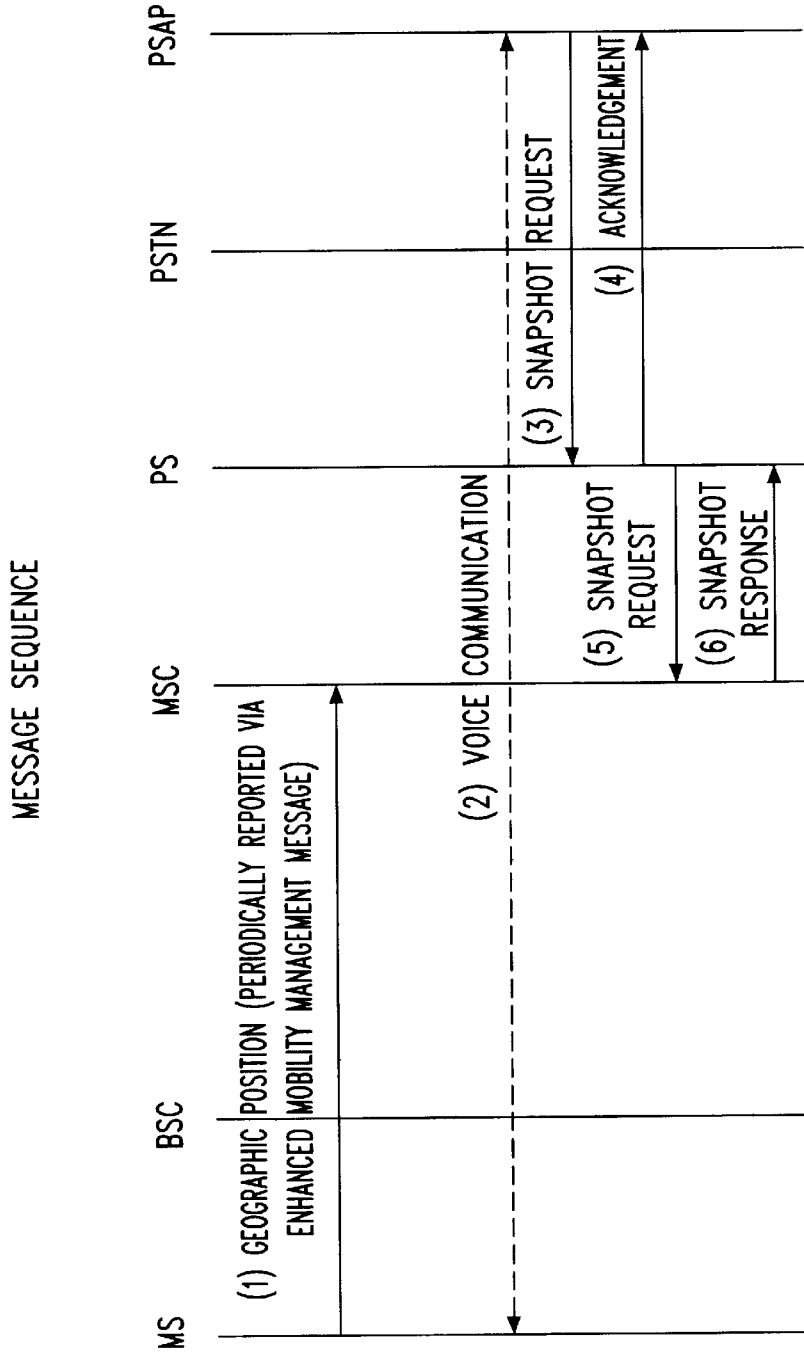 MESSAGE SEQUENCE
MS
BSC
MSC
PS
PSTN
PSAP
(1) GEOGRAPHIC POSITION (PERIODICALLY REPORTED VIA
ENHANCED MOBILITY MANAGEMENT MESSAGE)
(2) VOICE COMMUNICATION
(3) SNAPSHOT REQUEST
(4) ACKNOWLEDGEMENT
(5) SNAPSHOT
REQUEST
(6) SNAPSHOT
RESPONSE